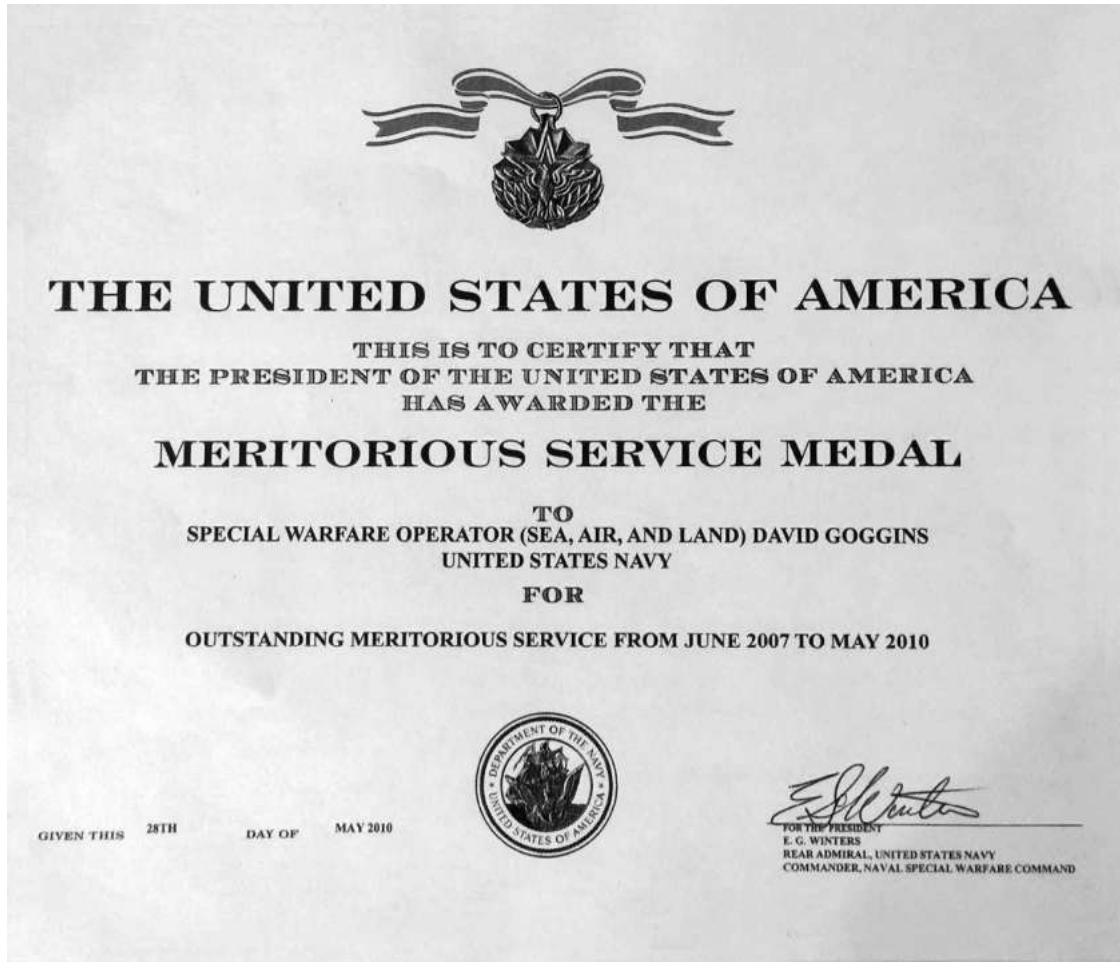 THE UNITED STATES OF AMERICA
THIS IS TO CERTIFY THAT
THE PRESIDENT OF THE UNITED STATES OF AMERICA
HAS AWARDED THE
MERITORIOUS SERVICE MEDAL
TO
SPECIAL WARFARE OPERATOR (SEA, AIR, AND LAND) DAVID GOGGINS
UNITED STATES NAVY
FOR
OUTSTANDING MERITORIOUS SERVICE FROM JUNE 2007 TO MAY 2010
DEPARTMENT OF THE NAVY
UNITED STATES OF AMERICA
GIVEN THIS 28TH DAY OF MAY 2010
FOR THE PRESIDENT
E. G. WINTERS
REAR ADMIRAL, UNITED STATES NAVY
COMMANDER, NAVAL SPECIAL WARFARE COMMAND